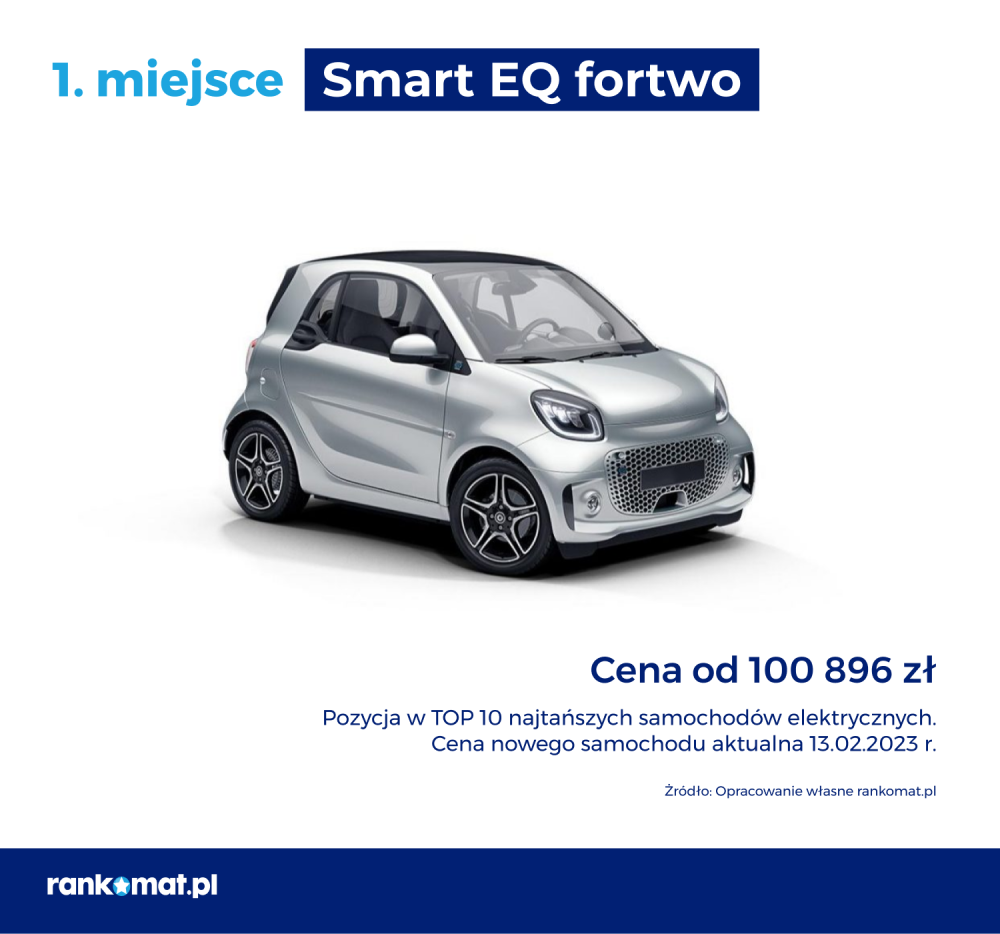 1. miejsce Smart EQ fortwo
Cena od 100 896 zł
Pozycja w TOP 10 najtańszych samochodów elektrycznych.
Cena nowego samochodu aktualna 13.02.2023 r.
Źródło: Opracowanie własne rankomat.pl
rankomat.pl